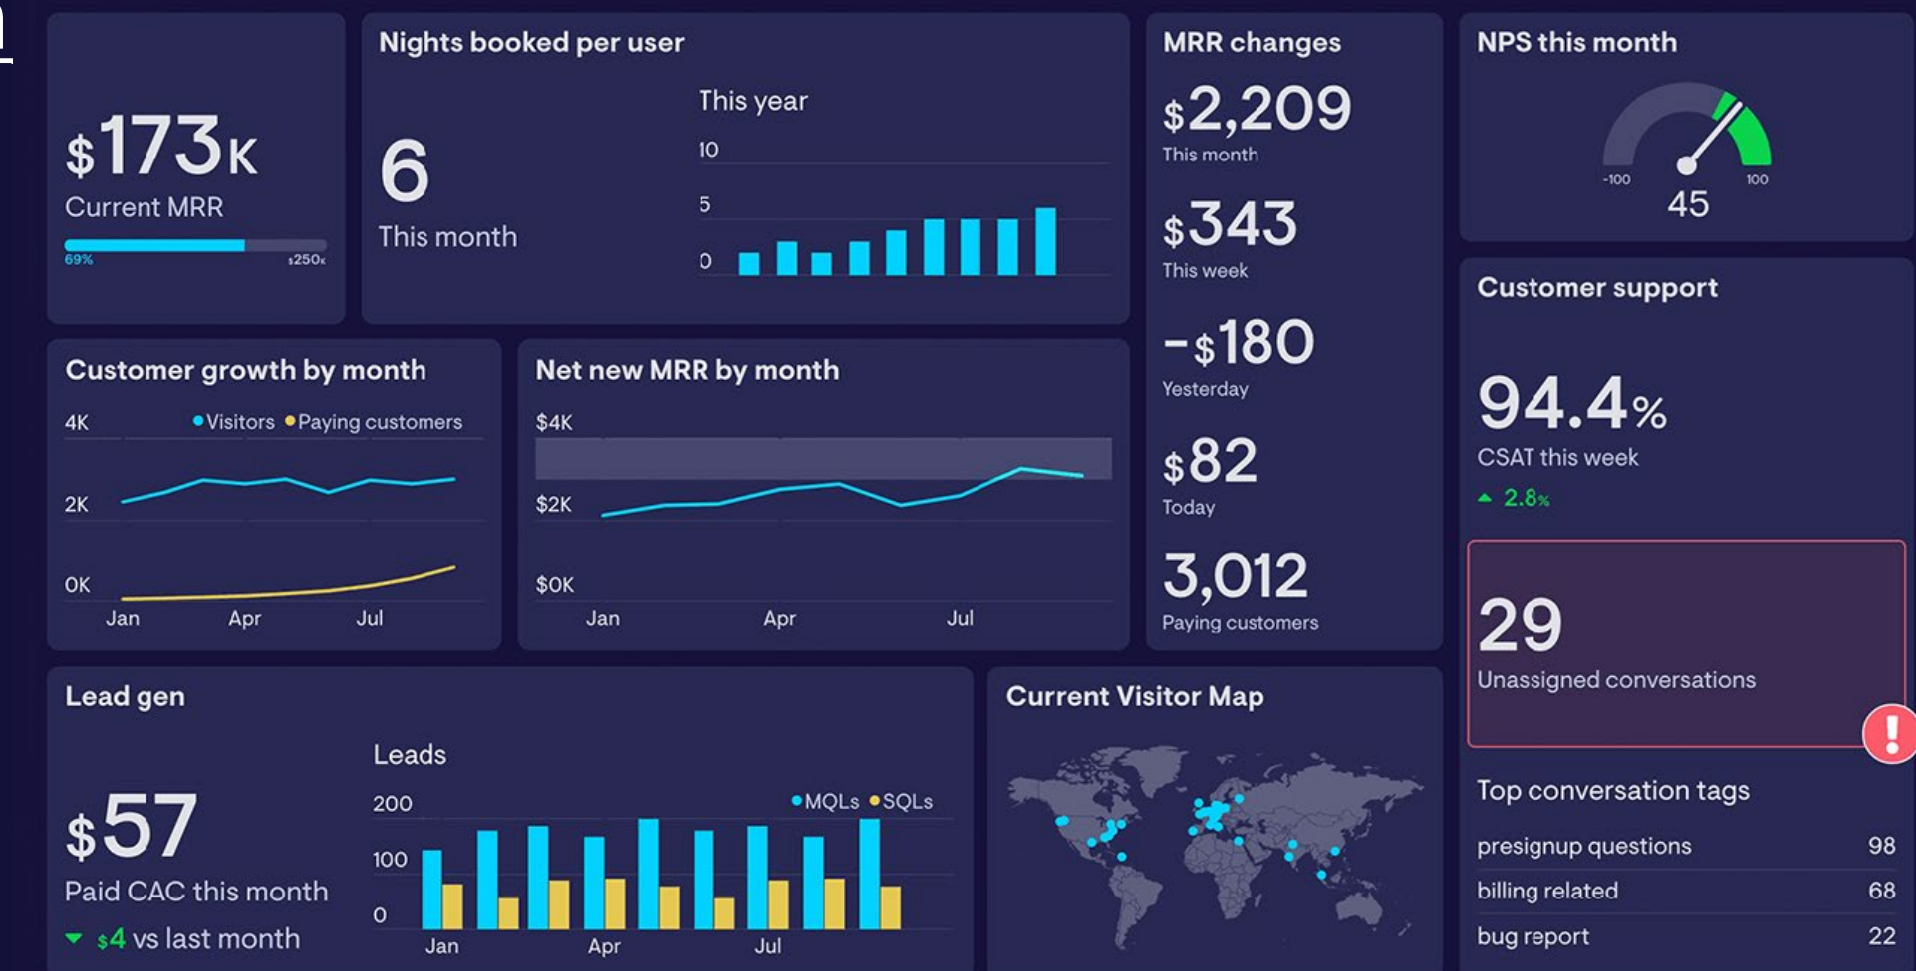 $173K
Current MRR
69%
$250K
Nights booked per user
6
This month
This year
10
5
0
MRR changes
$2,209
This month
$343
This week
-$180
Yesterday
$82
Today
3,012
Paying customers
NPS this month
-100
100
45
Customer support
94.4%
CSAT this week
2.8%
29
Unassigned conversations
!
Top conversation tags
presignup questions 98
billing related 68
bug report 22
Customer growth by month
4K
Visitors Paying customers
2K
0K
Jan Apr Jul
Net new MRR by month
$4K
$2K
$0K
Jan Apr Jul
Lead gen
$57
Paid CAC this month
$4 vs last month
Leads
MQLs SQLs
200
100
0
Jan Apr Jul
Current Visitor Map